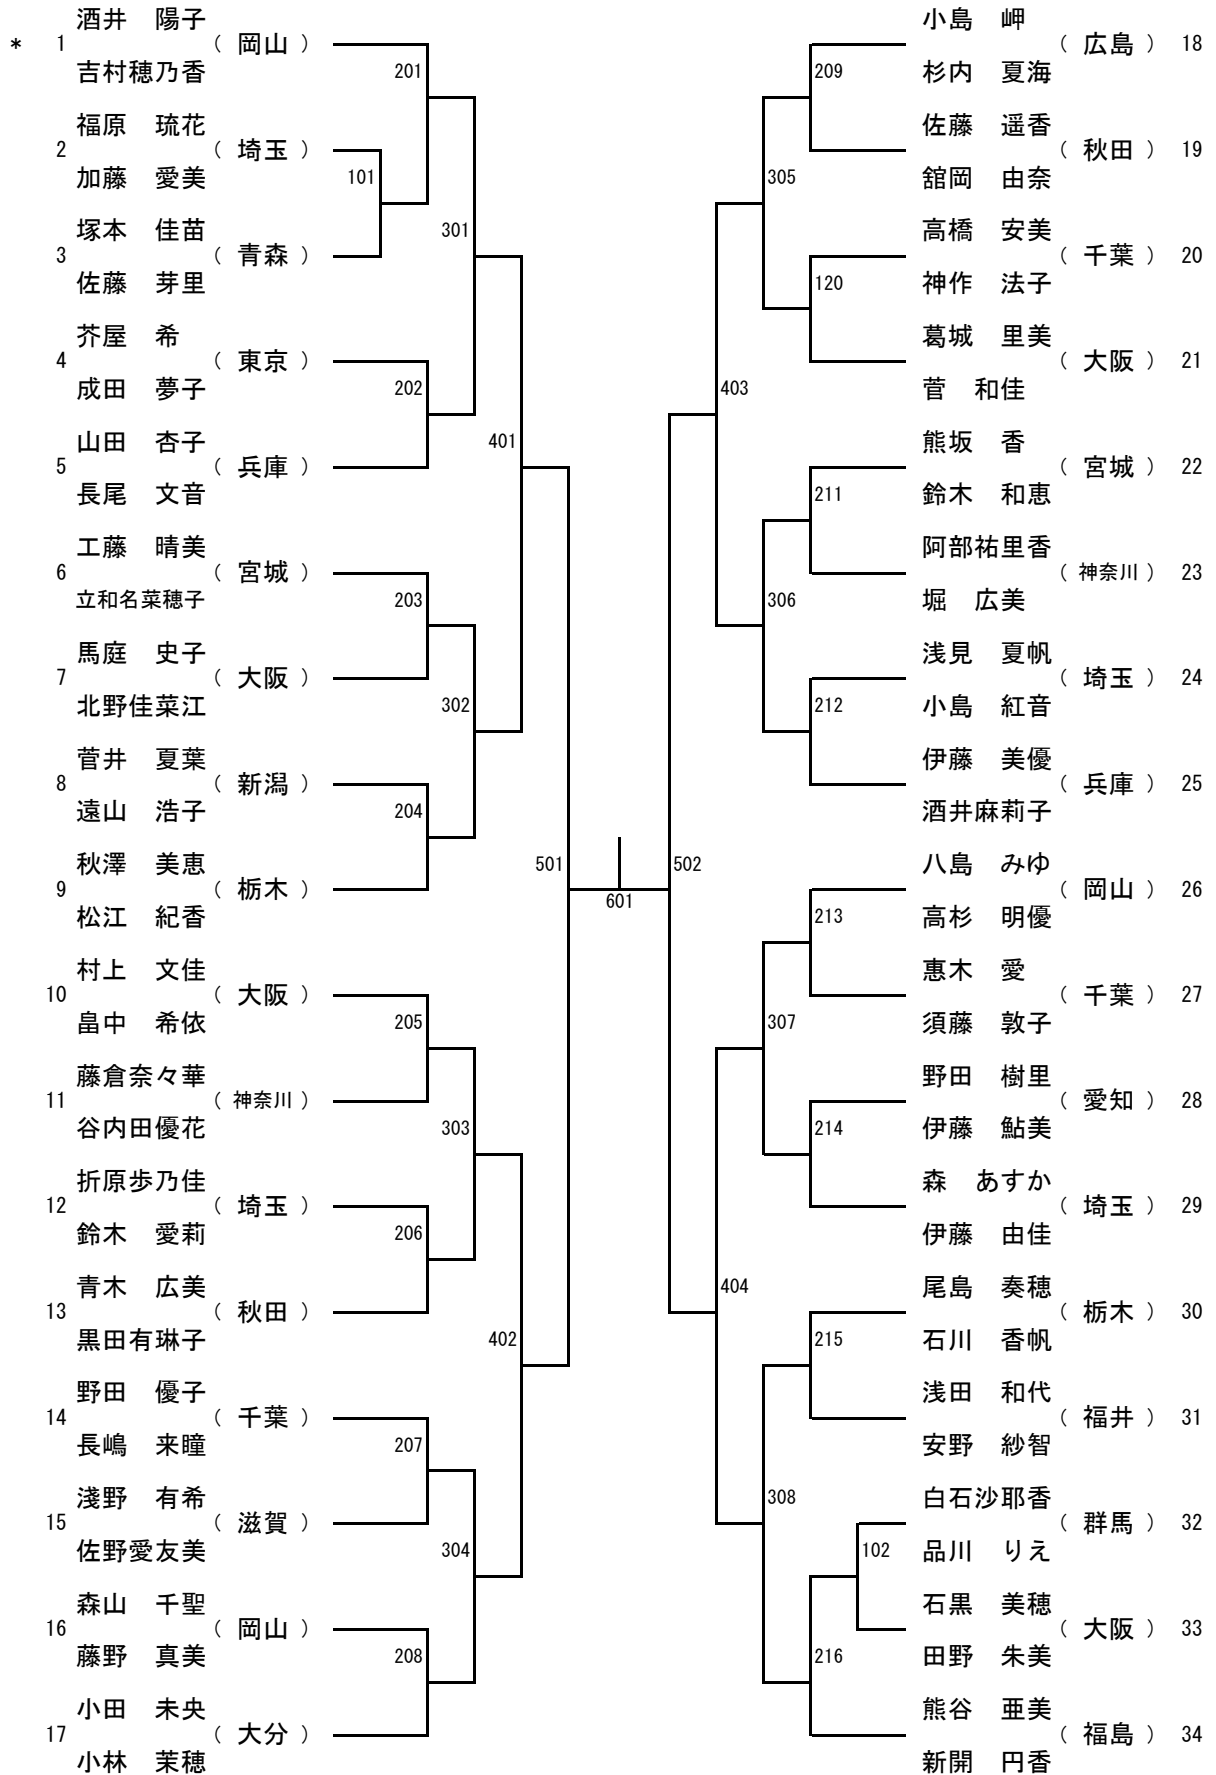 酒井　陽子
* 1 （ 岡山 ）
吉村穂乃香
201
福原　琉花
2 （ 埼玉 ）
加藤　愛美
101
塚本　佳苗
301
3 （ 青森 ）
佐藤　芽里
芥屋　希
4 （ 東京 ）
成田　夢子
202
山田　杏子
401
5 （ 兵庫 ）
長尾　文音
工藤　晴美
6 （ 宮城 ）
立和名菜穂子
203
馬庭　史子
7 （ 大阪 ）
北野佳菜江
302
菅井　夏葉
8 （ 新潟 ）
遠山　浩子
204
秋澤　美恵
501
9 （ 栃木 ）
松江　紀香
601
村上　文佳
10 （ 大阪 ）
畠中　希依
205
藤倉奈々華
11 （ 神奈川 ）
谷内田優花
303
折原歩乃佳
12 （ 埼玉 ）
鈴木　愛莉
206
青木　広美
13 （ 秋田 ）
黒田有琳子
402
野田　優子
14 （ 千葉 ）
長嶋　来瞳
207
淺野　有希
15 （ 滋賀 ）
佐野愛友美
304
森山　千聖
16 （ 岡山 ）
藤野　真美
208
小田　未央
17 （ 大分 ）
小林　茉穂
小島　岬
（ 広島 ） 18
杉内　夏海
209
佐藤　遥香
（ 秋田 ） 19
舘岡　由奈
305
高橋　安美
（ 千葉 ） 20
神作　法子
120
葛城　里美
（ 大阪 ） 21
菅　和佳
403
熊坂　香
（ 宮城 ） 22
鈴木　和恵
211
阿部祐里香
（ 神奈川 ） 23
堀　広美
306
浅見　夏帆
（ 埼玉 ） 24
小島　紅音
212
伊藤　美優
（ 兵庫 ） 25
酒井麻莉子
502
八島　みゆ
（ 岡山 ） 26
高杉　明優
213
惠木　愛
（ 千葉 ） 27
須藤　敦子
307
野田　樹里
（ 愛知 ） 28
伊藤　鮎美
214
森　あすか
（ 埼玉 ） 29
伊藤　由佳
404
尾島　奏穂
（ 栃木 ） 30
石川　香帆
215
浅田　和代
（ 福井 ） 31
安野　紗智
308
白石沙耶香
（ 群馬 ） 32
品川　りえ
102
石黒　美穂
（ 大阪 ） 33
田野　朱美
216
熊谷　亜美
（ 福島 ） 34
新開　円香